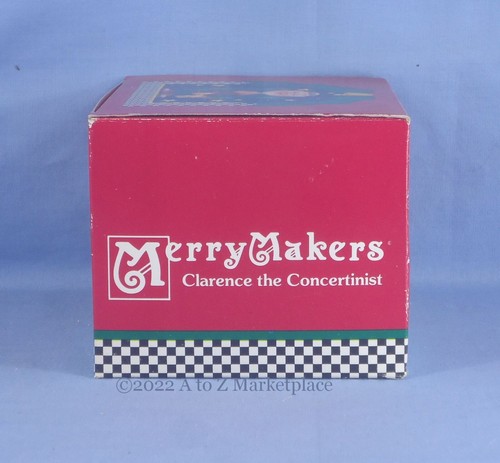 MerryMakers
Clarence the Concertinist
©2022 A to Z Marketplace